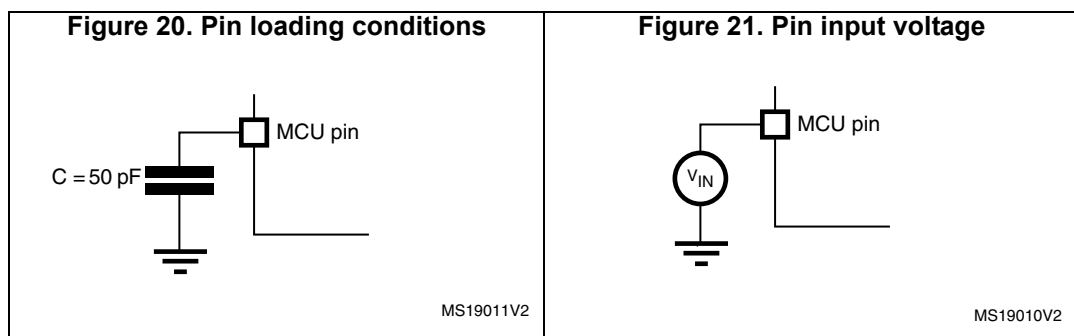 Figure 20. Pin loading conditions
MCU pin
C = 50 pF
MS19011V2
Figure 21. Pin input voltage
MCU pin
VIN
MS19010V2